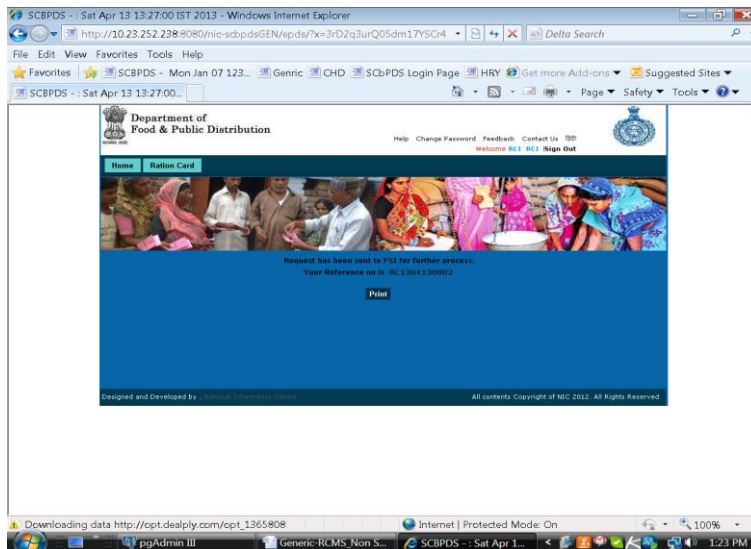 SCBPDS - : Sat Apr 13 13:27:00 IST 2013 - Windows Internet Explorer
http://10.23.252.238:8080/nic-scbpdsGEN/epds/?x=3rD2q3urQ05dm17YSCr4
Delta Search
File Edit View Favorites Tools Help
Favorites SCBPDS - Mon Jan 07 123... Genric CHD SCbPDS Login Page HRY Get more Add-ons Suggested Sites
SCBPDS - : Sat Apr 13 13:27:00... Page Safety Tools
Department of
Food & Public Distribution
Help Change Password Feedback Contact Us
Welcome RCI RCI |Sign Out
Home Ration Card
Request has been sent to FSI for further process.
Your Reference no is RC1304130002
Print
Designed and Developed by . National Informatics Centre All contents Copyright of NIC 2012. All Rights Reserved
Downloading data http://opt.dealply.com/opt_1365808 Internet | Protected Mode: On 100%
pgAdmin III Generic-RCMS_Non S... SCBPDS - : Sat Apr 1... 1:23 PM